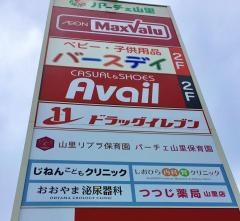 パーチェ山里
AEON MaxValu
ベビー・子供用品
バースデイ
2F
CASUAL&SHOES
Avail
2F
ドラッグイレブン
山里リブラ保育園 パーチェ山里保育園
じねんこどもクリニック
しおひら内科クリニック
おおやま泌尿器科
OHYAMA UROLOGY CLINIC
つつじ薬局 山里店